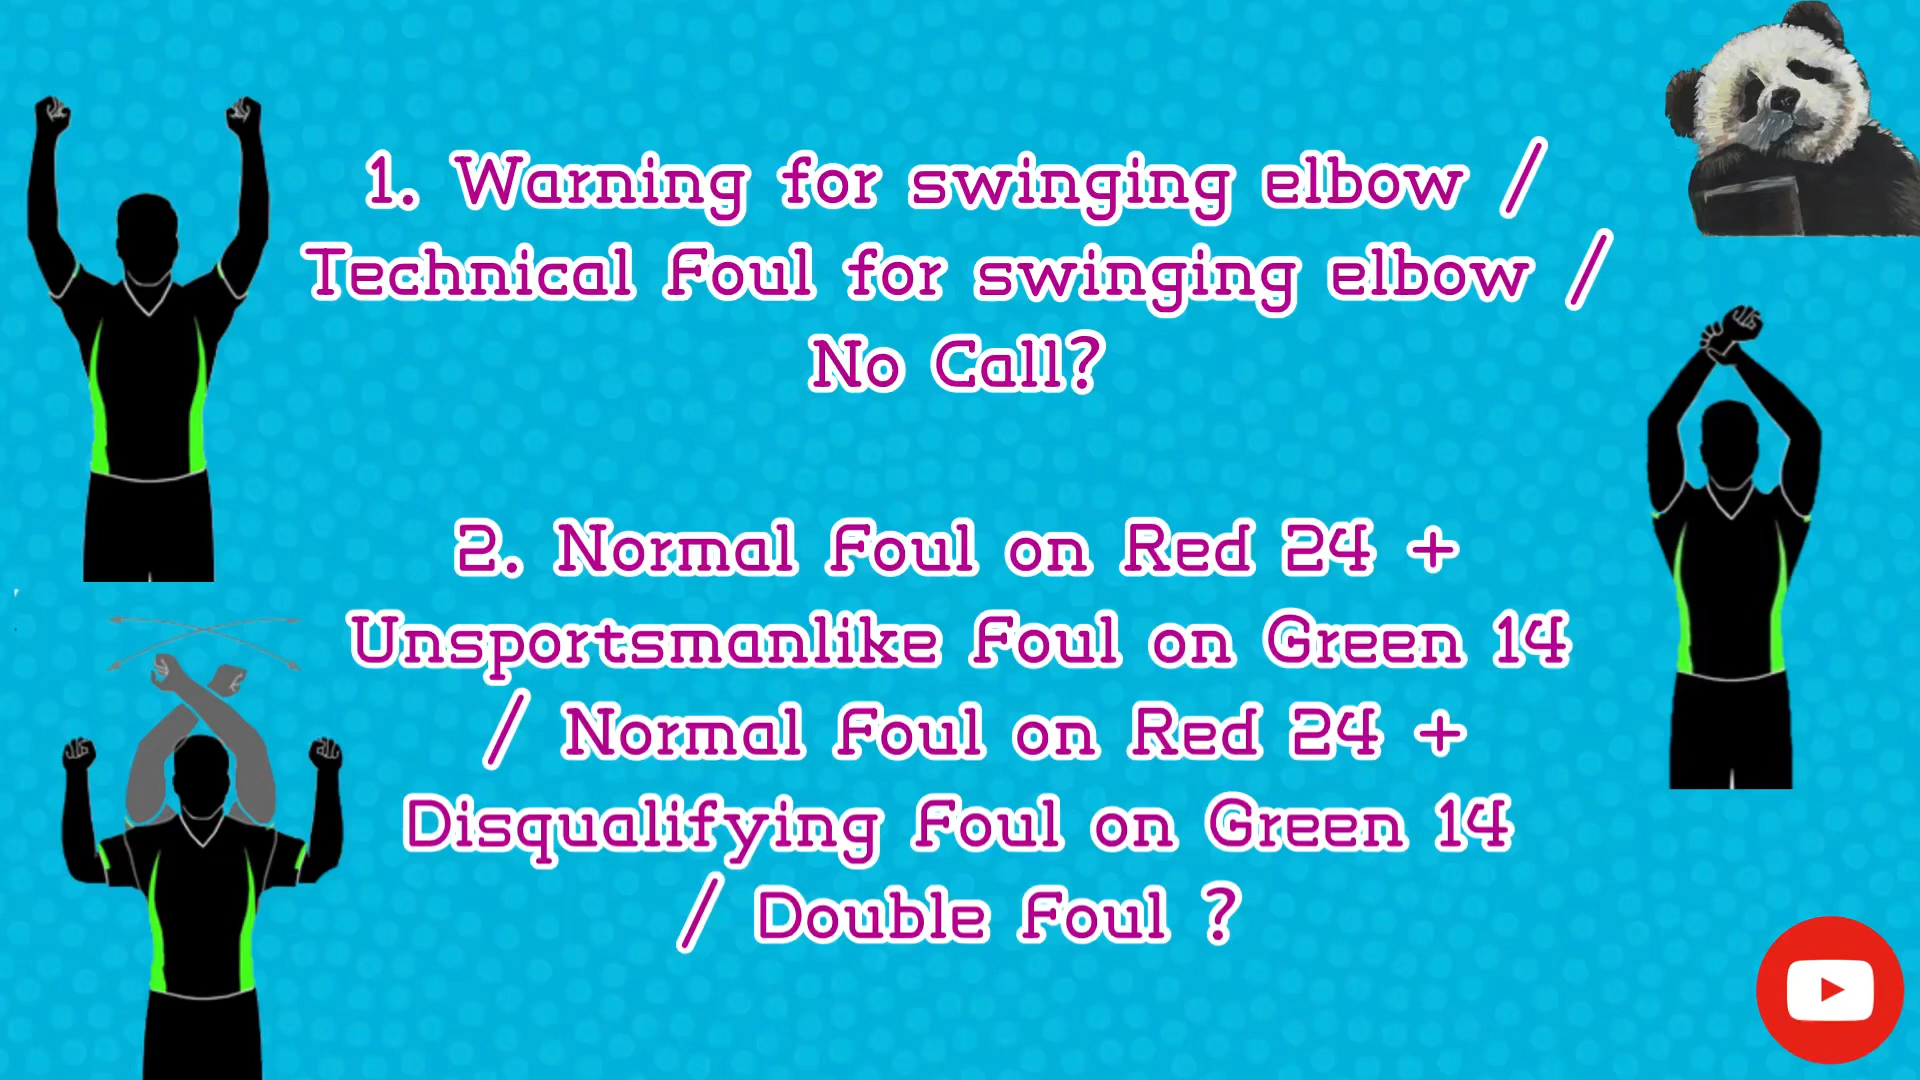 1. Warning for swinging elbow /
Technical Foul for swinging elbow /
No Call?
2. Normal Foul on Red 24 +
Unsportsmanlike Foul on Green 14
/ Normal Foul on Red 24 +
Disqualifying Foul on Green 14
/ Double Foul ?